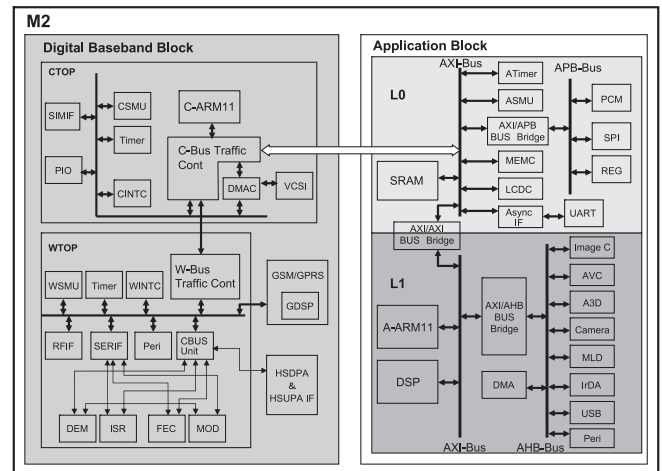 M2
Digital Baseband Block
CTOP
SIMIF
CSMU
Timer
PIO
CINTC
C-ARM11
C-Bus Traffic
Cont
DMAC
VCSI
WTOP
W-Bus
Traffic Cont
WSMU
Timer
WINTC
GSM/GPRS
GDSP
RFIF
SERIF
Peri
CBUS
Unit
HSDPA
&
HSUPA IF
DEM
ISR
FEC
MOD
Application Block
AXI-Bus
APB-Bus
L0
ATimer
ASMU
AXI/APB
BUS Bridge
MEMC
LCDC
Async
IF
UART
PCM
SPI
REG
SRAM
AXI/AXI
BUS Bridge
L1
A-ARM11
DSP
AXI/AHB
BUS
Bridge
DMA
Image C
AVC
A3D
Camera
MLD
IrDA
USB
Peri
AXI-Bus
AHB-Bus